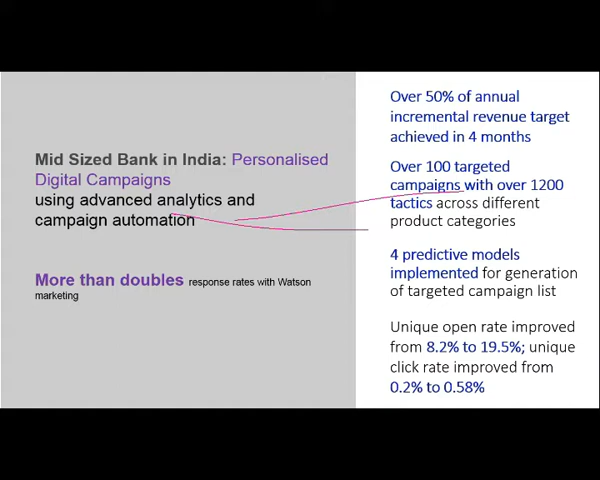 Mid Sized Bank in India: Personalised
Digital Campaigns
using advanced analytics and
campaign automation
More than doubles response rates with Watson
marketing
Over 50% of annual
incremental revenue target
achieved in 4 months
Over 100 targeted
campaigns with over 1200
tactics across different
product categories
4 predictive models
implemented for generation
of targeted campaign list
Unique open rate improved
from 8.2% to 19.5%; unique
click rate improved from
0.2% to 0.58%